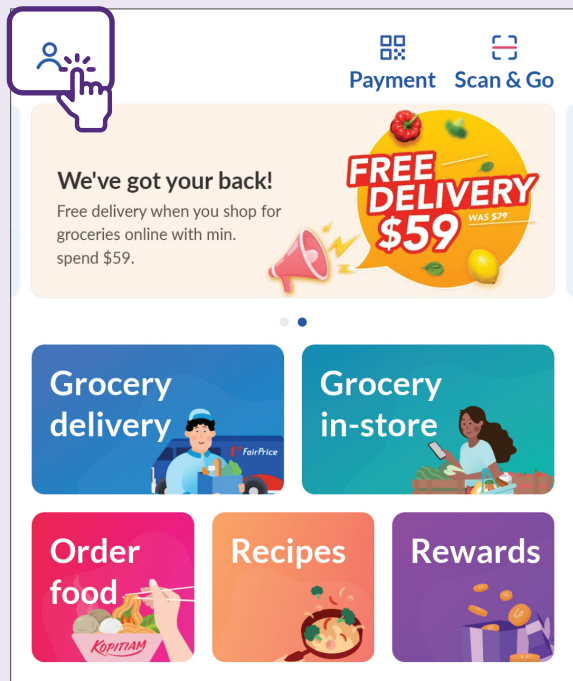 Payment
Scan & Go
We've got your back!
Free delivery when you shop for
groceries online with min.
spend $59.
FREE
DELIVERY
$59
WAS $79
Grocery
delivery
FairPrice
Grocery
in-store
Order
food
KOPITIAM
Recipes
Rewards